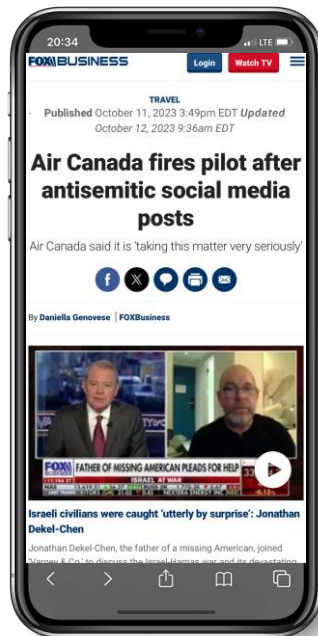 20:34
LTE
FOX BUSINESS
Login
Watch TV
TRAVEL
Published October 11, 2023 3:49pm EDT Updated
October 12, 2023 9:36am EDT
Air Canada fires pilot after
antisemitic social media
posts
Air Canada said it is 'taking this matter very seriously'
By Daniella Genovese | FOXBusiness
FOX
FATHER OF MISSING AMERICAN PLEADS FOR HELP
ISRAEL AT WAR
Israeli civilians were caught 'utterly by surprise': Jonathan
Dekel-Chen
Jonathan Dekel-Chen, the father of a missing American, joined
'Varney & Co.' to discuss the Israel-Hamas war and its devastating